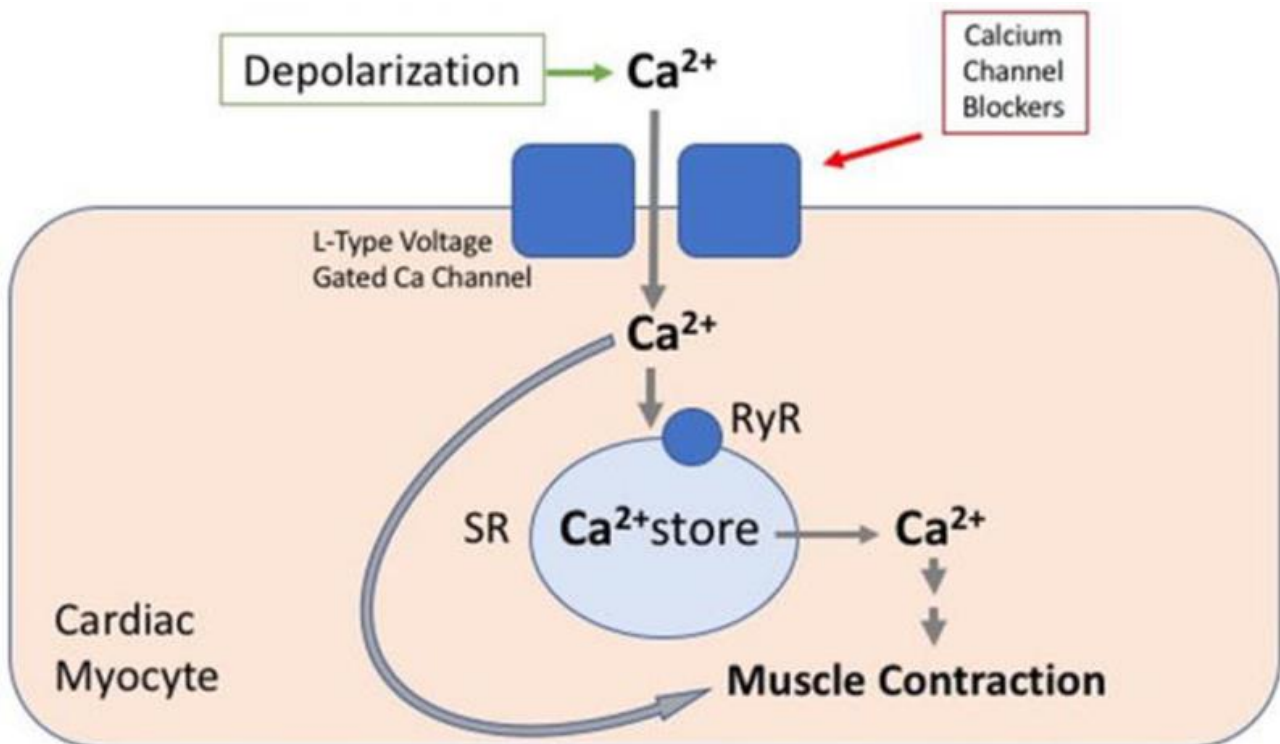 Depolarization
Ca²⁺
Calcium
Channel
Blockers
L-Type Voltage
Gated Ca Channel
Ca²⁺
RyR
SR
Ca²⁺store
Ca²⁺
Cardiac
Myocyte
Muscle Contraction